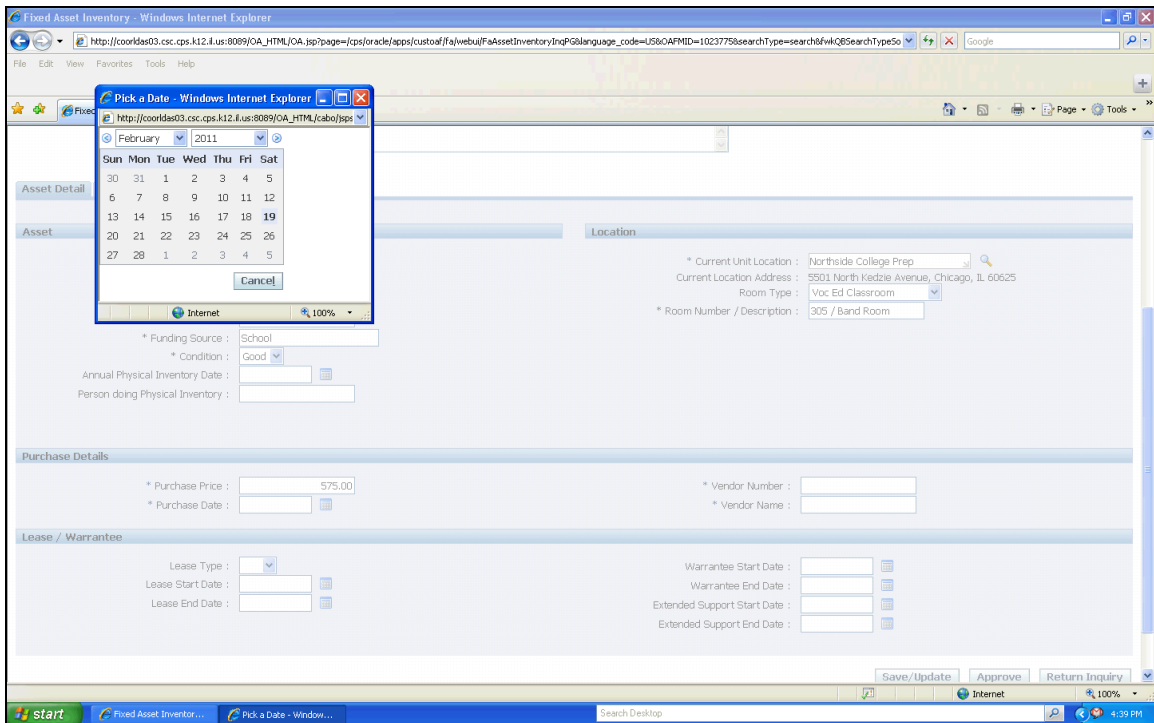 Fixed Asset Inventory - Windows Internet Explorer
http://coorldas03.csc.cps.k12.il.us:8089/OA_HTML/OA.jsp?page=/cps/oracle/apps/custoaf/fa/webui/FaAssetInventoryInqPG&language_code=US&OAFMID=1023775&searchType=search&fwkQBSearchTypeSo
Google
File Edit View Favorites Tools Help
Pick a Date - Windows Internet Explorer
http://coorldas03.csc.cps.k12.il.us:8089/OA_HTML/cabo/jsps
Page Tools
February 2011
Sun Mon Tue Wed Thu Fri Sat
30 31 1 2 3 4 5
6 7 8 9 10 11 12
13 14 15 16 17 18 19
20 21 22 23 24 25 26
27 28 1 2 3 4 5
Cancel
Internet 100%
Asset Detail
Asset
* Funding Source : School
* Condition : Good
Annual Physical Inventory Date :
Person doing Physical Inventory :
Location
* Current Unit Location : Northside College Prep
Current Location Address : 5501 North Kedzie Avenue, Chicago, IL 60625
Room Type : Voc Ed Classroom
* Room Number / Description : 305 / Band Room
Purchase Details
* Purchase Price : 575.00
* Purchase Date :
* Vendor Number :
* Vendor Name :
Lease / Warrantee
Lease Type :
Lease Start Date :
Lease End Date :
Warrantee Start Date :
Warrantee End Date :
Extended Support Start Date :
Extended Support End Date :
Save/Update Approve Return Inquiry
Internet 100%
start Fixed Asset Inventor... Pick a Date - Window... Search Desktop 4:39 PM